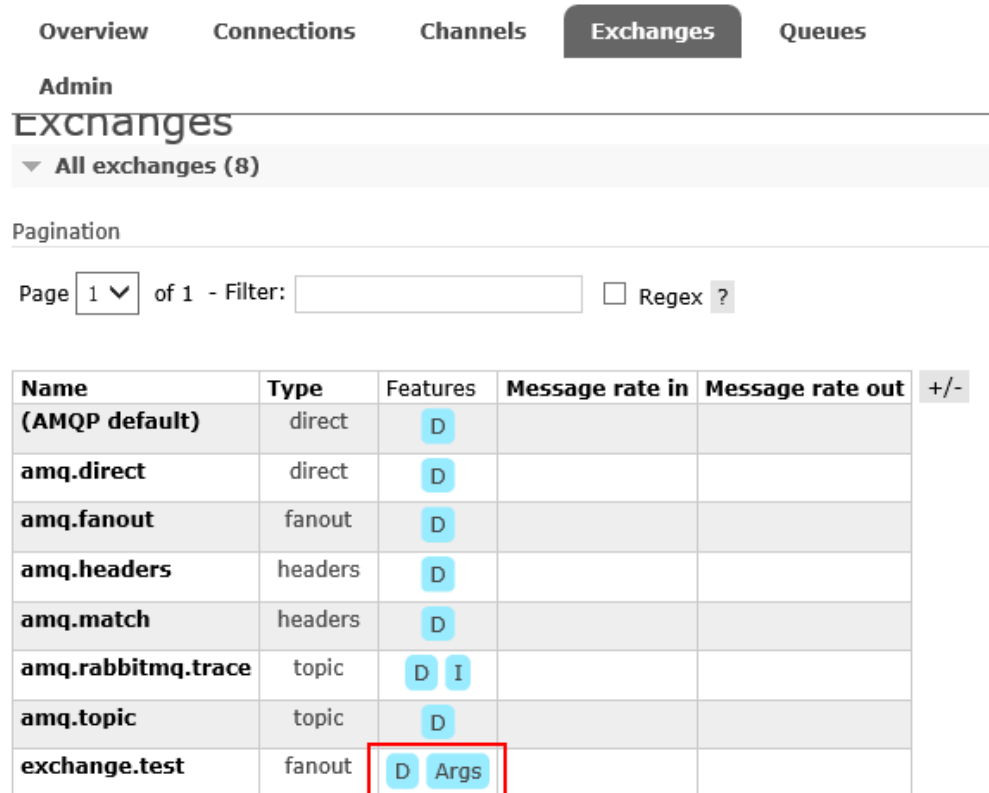 Overview Connections Channels Exchanges Queues
Admin
Exchanges
All exchanges (8)
Pagination
Page 1 of 1 - Filter: Regex ?
Name Type Features Message rate in Message rate out +/-
(AMQP default) direct D
amq.direct direct D
amq.fanout fanout D
amq.headers headers D
amq.match headers D
amq.rabbitmq.trace topic D I
amq.topic topic D
exchange.test fanout D Args